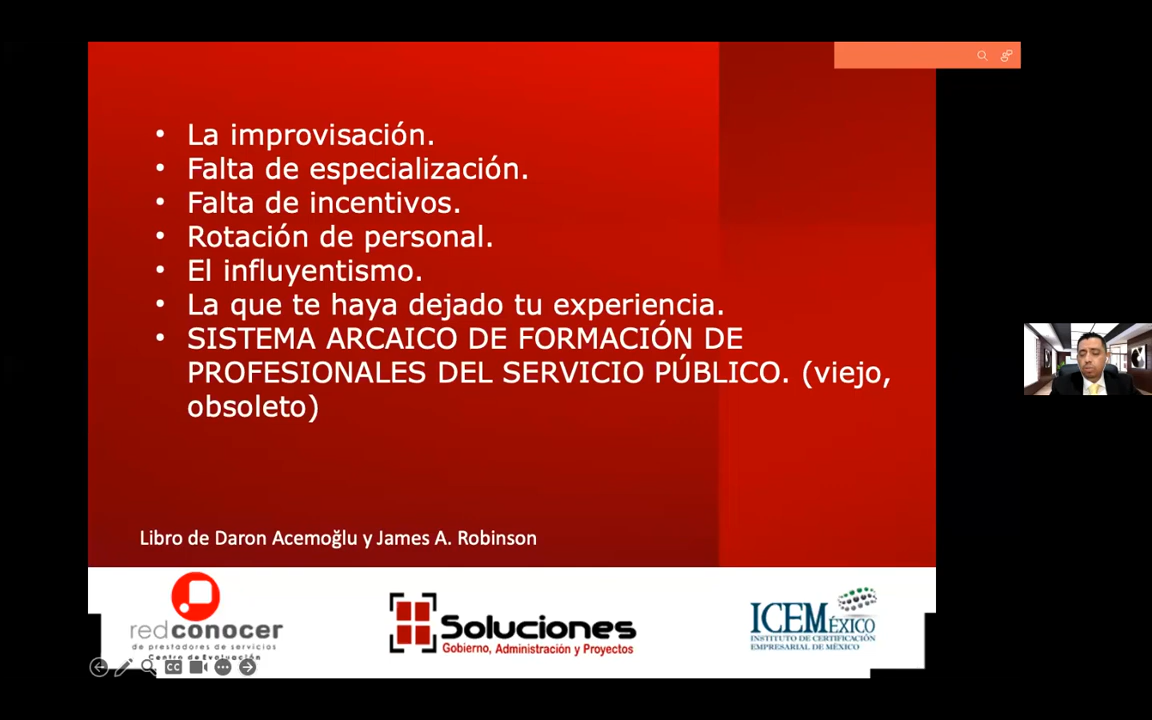 • La improvisación.
• Falta de especialización.
• Falta de incentivos.
• Rotación de personal.
• El influyentismo.
• La que te haya dejado tu experiencia.
• SISTEMA ARCAICO DE FORMACIÓN DE
PROFESIONALES DEL SERVICIO PÚBLICO. (viejo,
obsoleto)
Libro de Daron Acemoğlu y James A. Robinson
redconocer
de prestadores de servicios
Centro de Evaluación
Soluciones
Gobierno, Administración y Proyectos
ICEMÉXICO
INSTITUTO DE CERTIFICACIÓN
EMPRESARIAL DE MÉXICO
CC